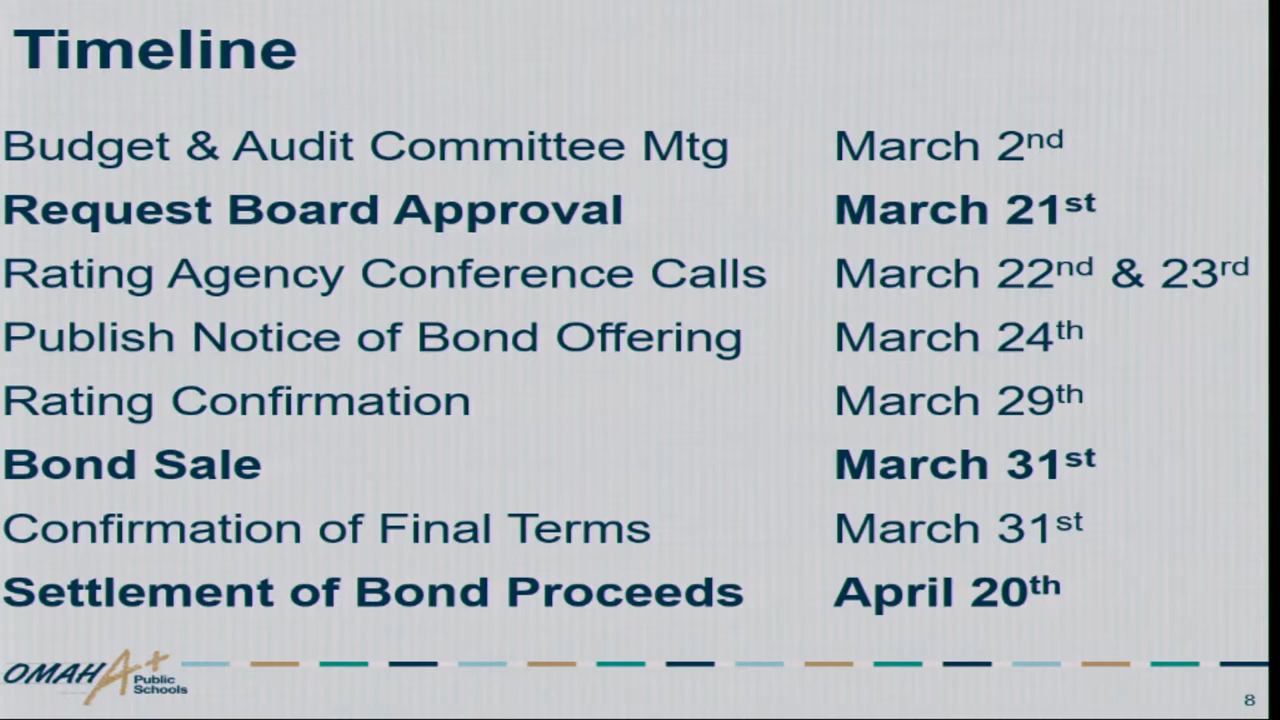 Timeline
Budget & Audit Committee Mtg March 2nd
Request Board Approval March 21st
Rating Agency Conference Calls March 22nd & 23rd
Publish Notice of Bond Offering March 24th
Rating Confirmation March 29th
Bond Sale March 31st
Confirmation of Final Terms March 31st
Settlement of Bond Proceeds April 20th
OMAHA+
Public
Schools
8